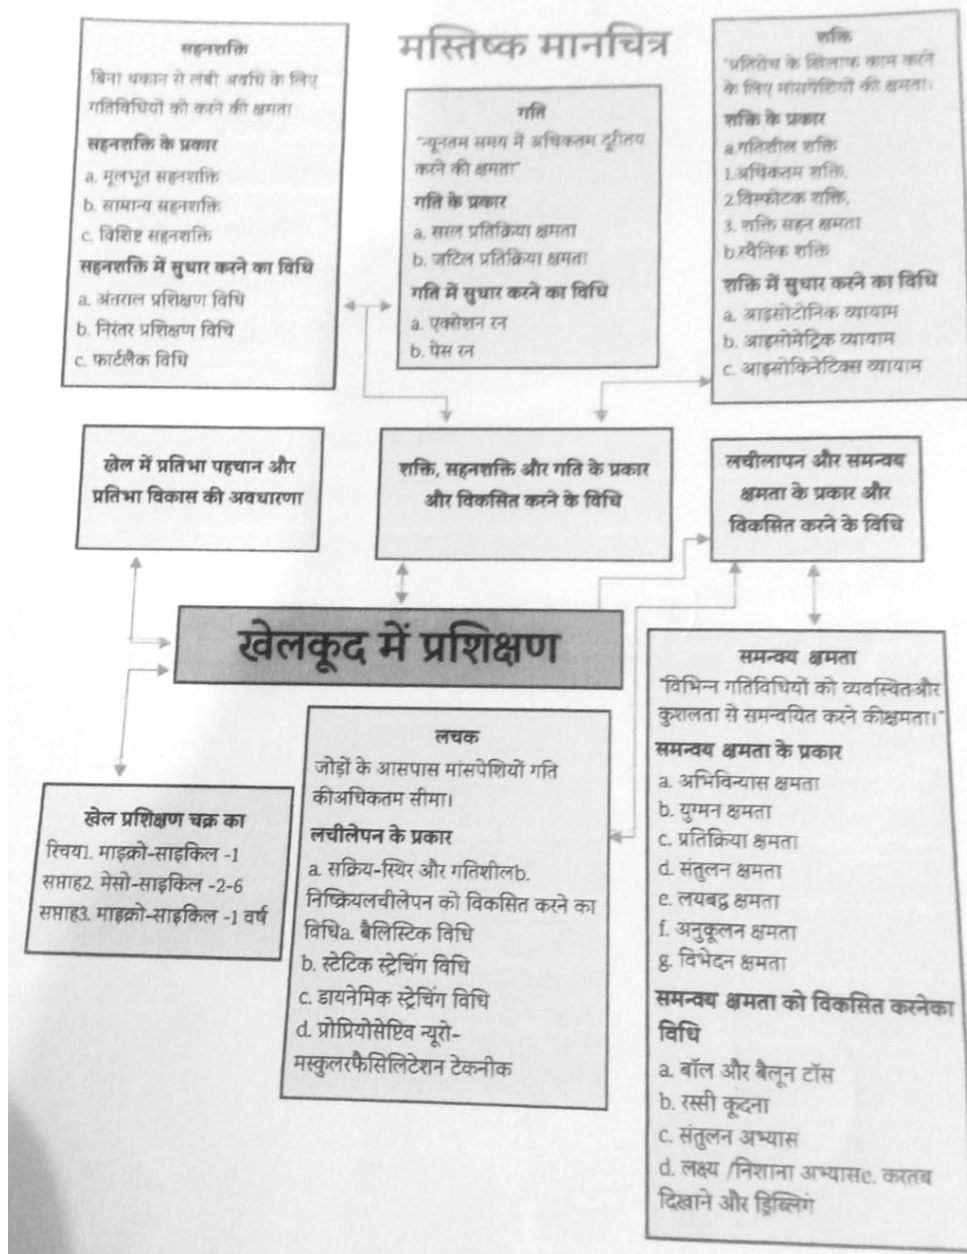 मस्तिष्क मानचित्र
सहनशक्ति
बिना थकान से लंबी अवधि के लिए
गतिविधियों को करने की क्षमता
सहनशक्ति के प्रकार
a. मूलभूत सहनशक्ति
b. सामान्य सहनशक्ति
c. विशिष्ट सहनशक्ति
सहनशक्ति में सुधार करने का विधि
a. अंतराल प्रशिक्षण विधि
b. निरंतर प्रशिक्षण विधि
c. फार्टलैक विधि
गति
"न्यूनतम समय में अधिकतम दूरीतय
करने की क्षमता"
गति के प्रकार
a. सरल प्रतिक्रिया क्षमता
b. जटिल प्रतिक्रिया क्षमता
गति में सुधार करने का विधि
a. एक्सेशन रन
b. पेस रन
शक्ति
"प्रतिरोध के खिलाफ काम करने
के लिए मांसपेशियों की क्षमता।
शक्ति के प्रकार
a.गतिशील शक्ति
1.अधिकतम शक्ति,
2.विस्फोटक शक्ति,
3. शक्ति सहन क्षमता
b.स्थैतिक शक्ति
शक्ति में सुधार करने का विधि
a. आइसोटोनिक व्यायाम
b. आइसोमेट्रिक व्यायाम
c. आइसोकिनेटिक्स व्यायाम
खेल में प्रतिभा पहचान और
प्रतिभा विकास की अवधारणा
शक्ति, सहनशक्ति और गति के प्रकार
और विकसित करने के विधि
लचीलापन और समन्वय
क्षमता के प्रकार और
विकसित करने के विधि
खेलकूद में प्रशिक्षण
खेल प्रशिक्षण चक्र का
रिचय1. माइक्रो-साइकिल -1
सप्ताह2. मेसो-साइकिल -2-6
सप्ताह3. माइक्रो-साइकिल -1 वर्ष
लचक
जोड़ों के आसपास मांसपेशियों गति
कीअधिकतम सीमा।
लचीलेपन के प्रकार
a. सक्रिय-स्थिर और गतिशीलb.
निष्क्रियलचीलेपन को विकसित करने का
विधिa. बैलिस्टिक विधि
b. स्टेटिक स्ट्रेचिंग विधि
c. डायनेमिक स्ट्रेचिंग विधि
d. प्रोप्रियोसेप्टिव न्यूरो-
मस्कुलरफैसिलिटेशन टेकनीक
समन्वय क्षमता
"विभिन्न गतिविधियों को व्यवस्थितऔर
कुशलता से समन्वयित करने कीक्षमता।"
समन्वय क्षमता के प्रकार
a. अभिविन्यास क्षमता
b. युग्मन क्षमता
c. प्रतिक्रिया क्षमता
d. संतुलन क्षमता
e. लयबद्ध क्षमता
f. अनुकूलन क्षमता
g. विभेदन क्षमता
समन्वय क्षमता को विकसित करनेका
विधि
a. बॉल और बैलून टॉस
b. रस्सी कूदना
c. संतुलन अभ्यास
d. लक्ष्य /निशाना अभ्यासe. करतब
दिखाने और ड्रिब्लिंग